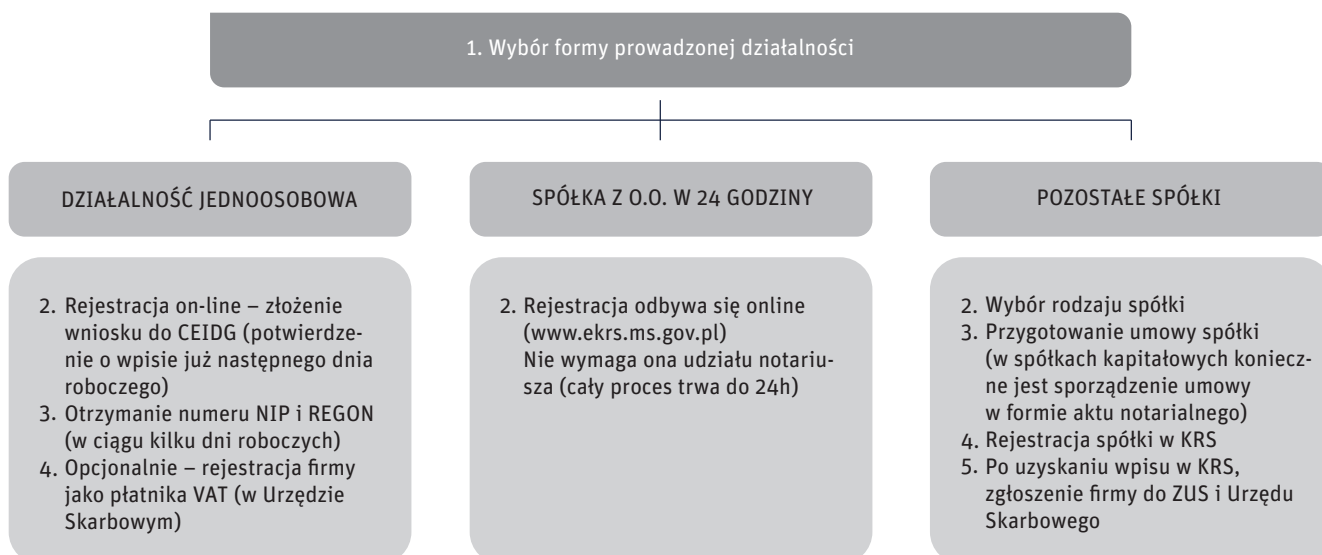 1. Wybór formy prowadzonej działalności
DZIAŁALNOŚĆ JEDNOOSOBOWA
2. Rejestracja on-line – złożenie
wniosku do CEIDG (potwierdze-
nie o wpisie już następnego dnia
roboczego)
3. Otrzymanie numeru NIP i REGON
(w ciągu kilku dni roboczych)
4. Opcjonalnie – rejestracja firmy
jako płatnika VAT (w Urzędzie
Skarbowym)
SPÓŁKA Z O.O. W 24 GODZINY
2. Rejestracja odbywa się online
(www.ekrs.ms.gov.pl)
Nie wymaga ona udziału notariu-
sza (cały proces trwa do 24h)
POZOSTAŁE SPÓŁKI
2. Wybór rodzaju spółki
3. Przygotowanie umowy spółki
(w spółkach kapitałowych koniecz-
ne jest sporządzenie umowy
w formie aktu notarialnego)
4. Rejestracja spółki w KRS
5. Po uzyskaniu wpisu w KRS,
zgłoszenie firmy do ZUS i Urzędu
Skarbowego